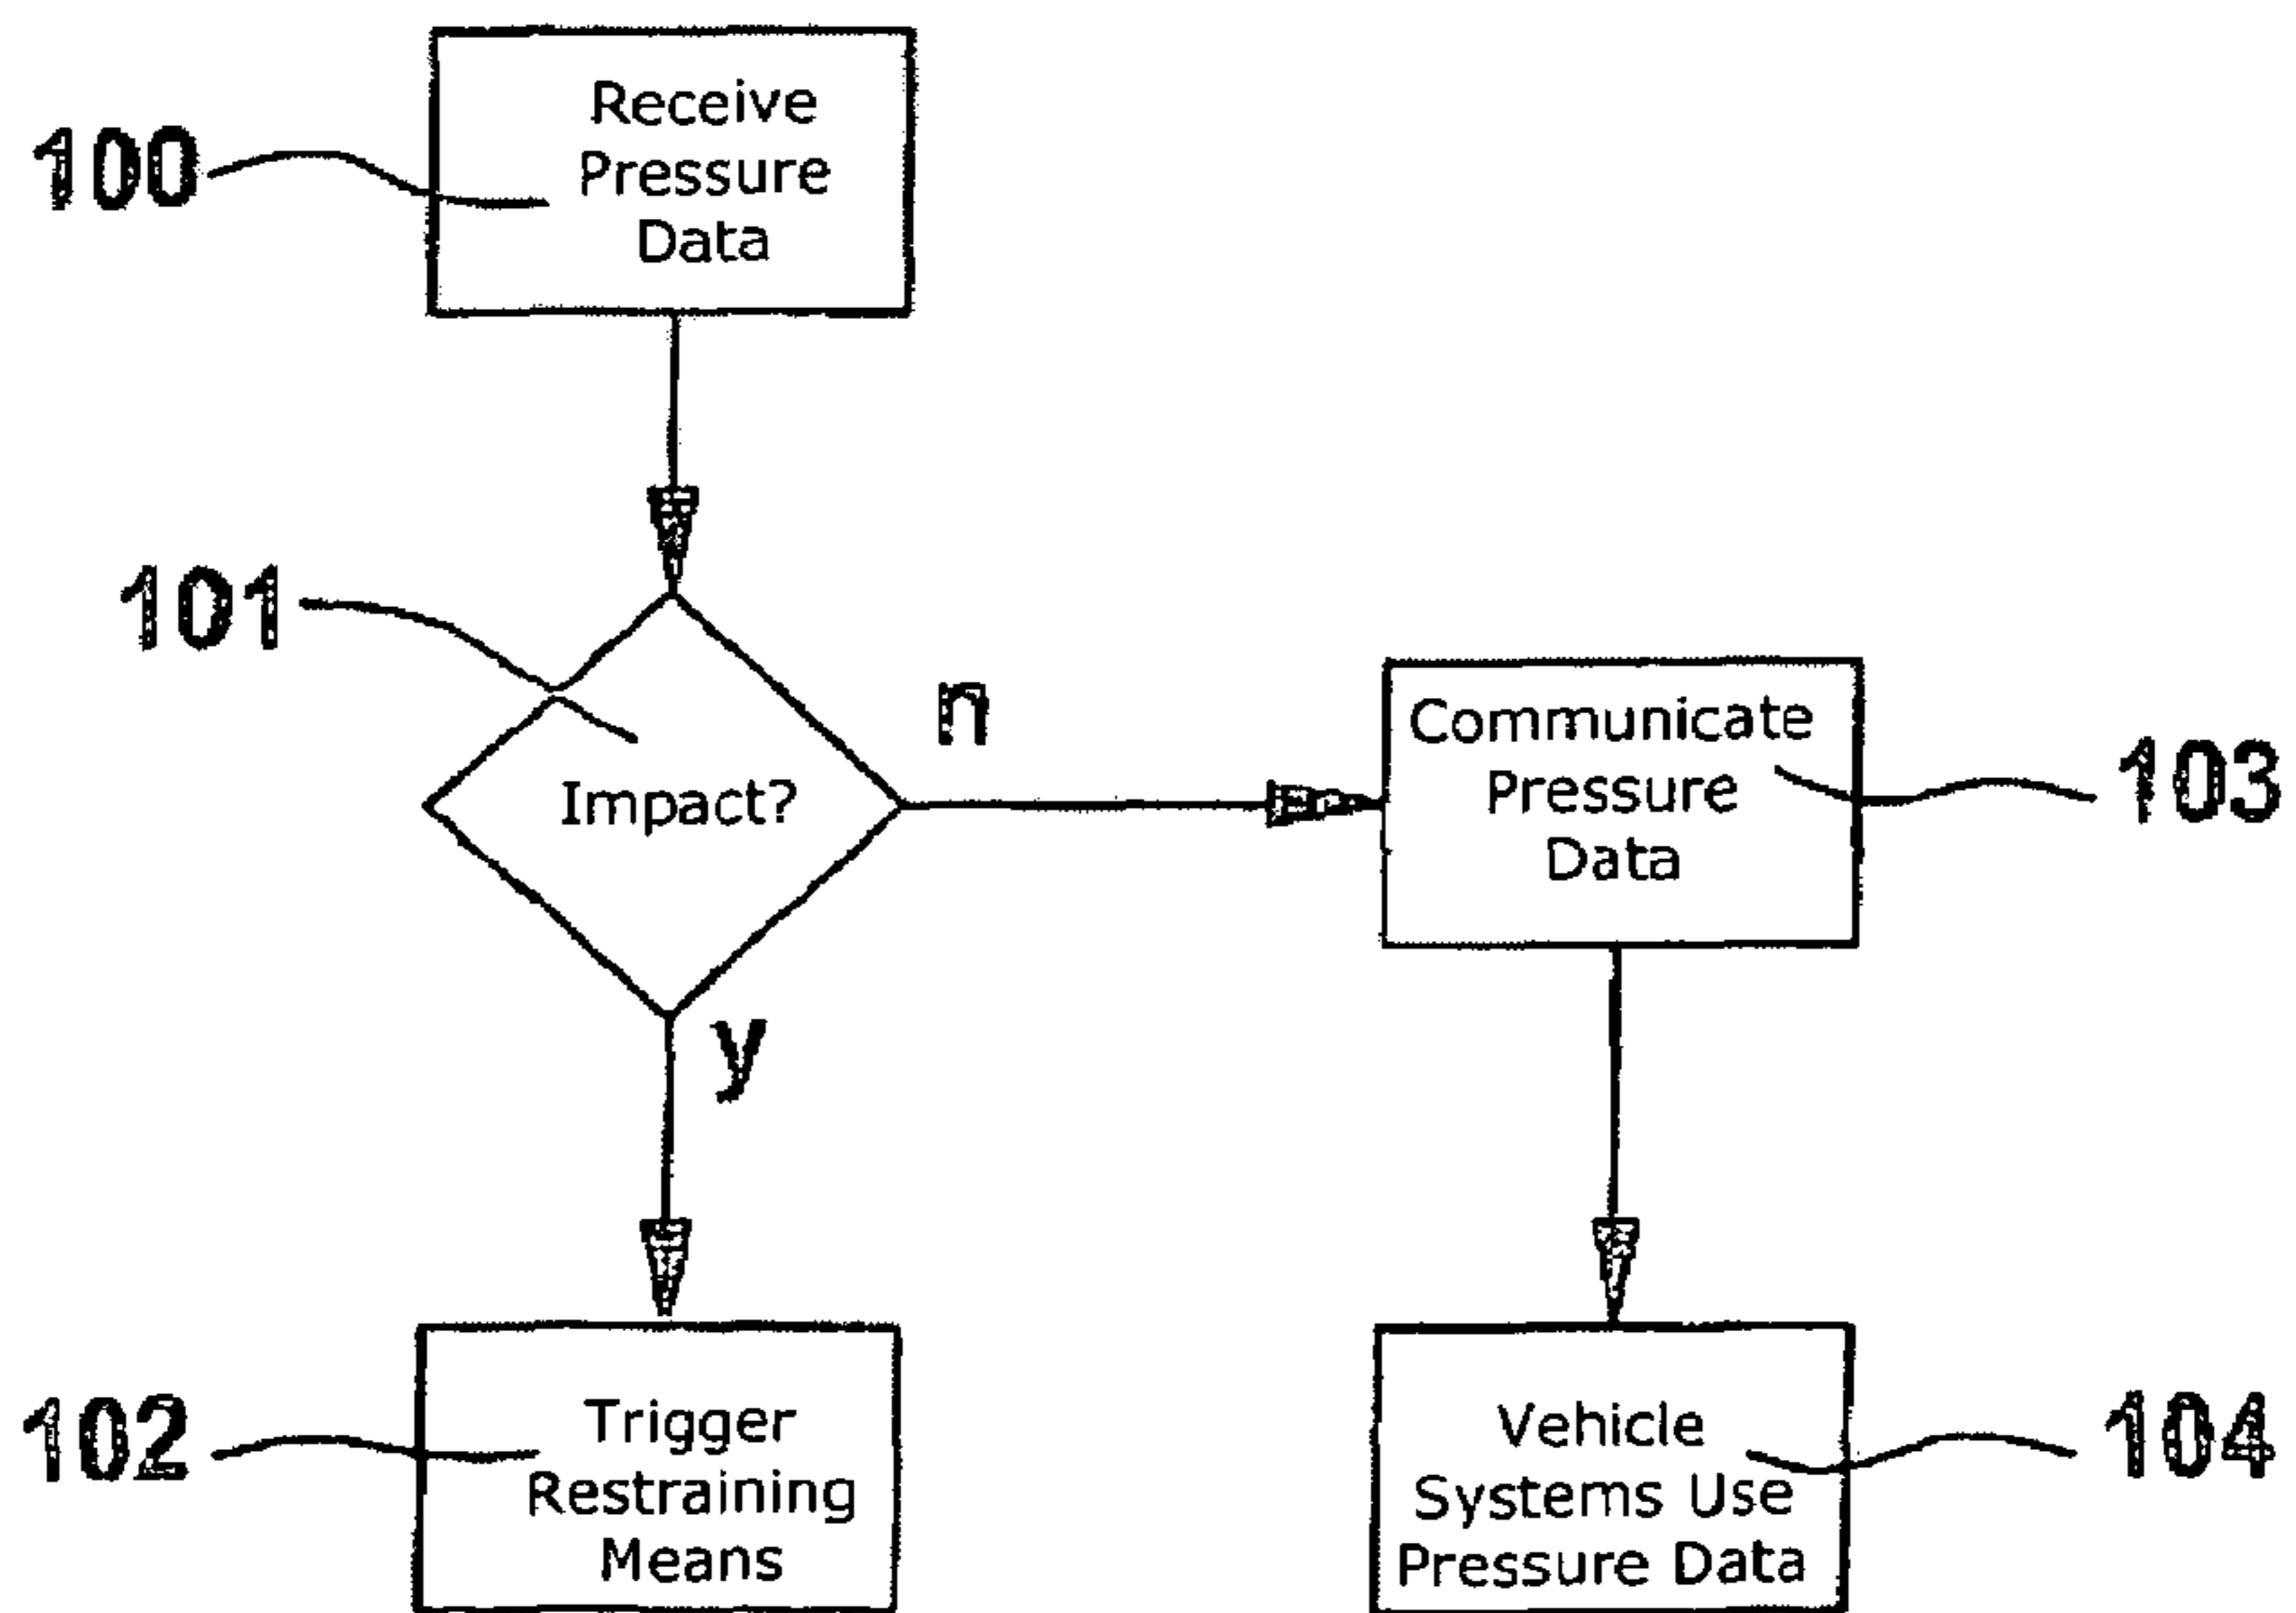 100
Receive
Pressure
Data
101
Impact?
n
y
Communicate
Pressure
Data
103
102
Trigger
Restraining
Means
Vehicle
Systems Use
Pressure Data
104